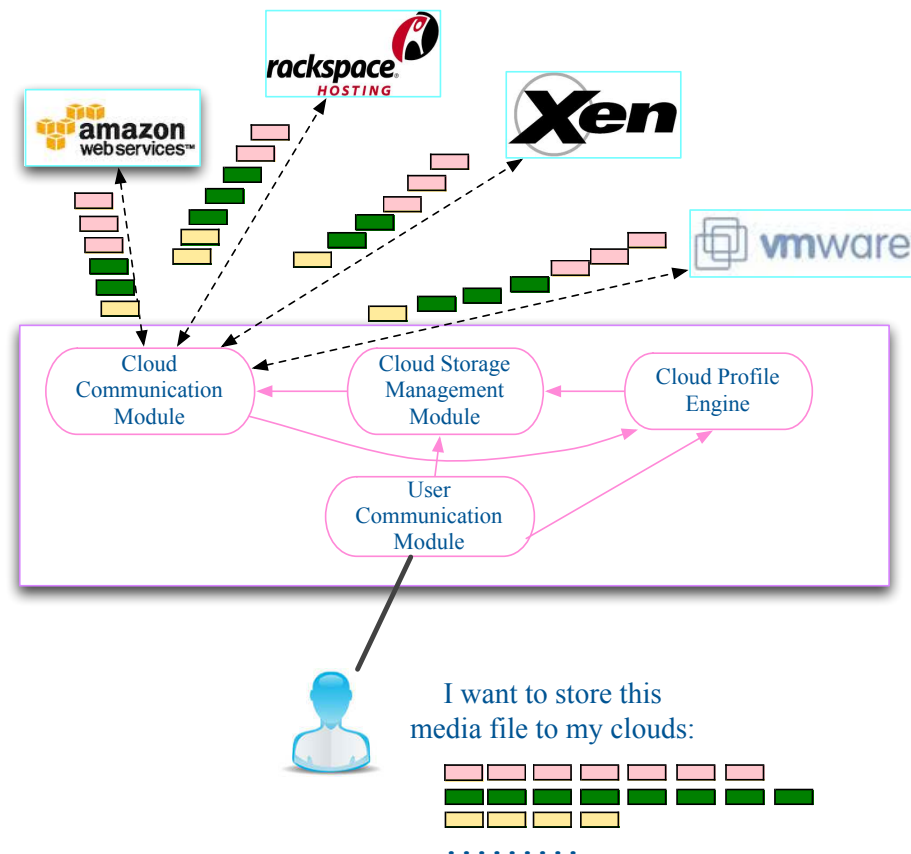 rackspace®
HOSTING
amazon
webservices™
Xen
vmware
Cloud
Communication
Module
Cloud Storage
Management
Module
Cloud Profile
Engine
User
Communication
Module
I want to store this
media file to my clouds:
.........